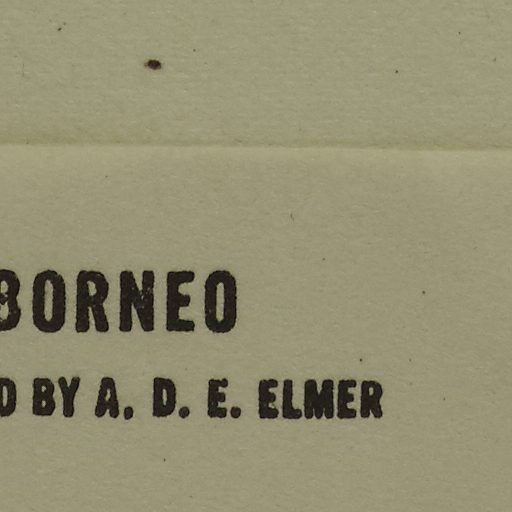 BORNEO
D BY A. D. E. ELMER